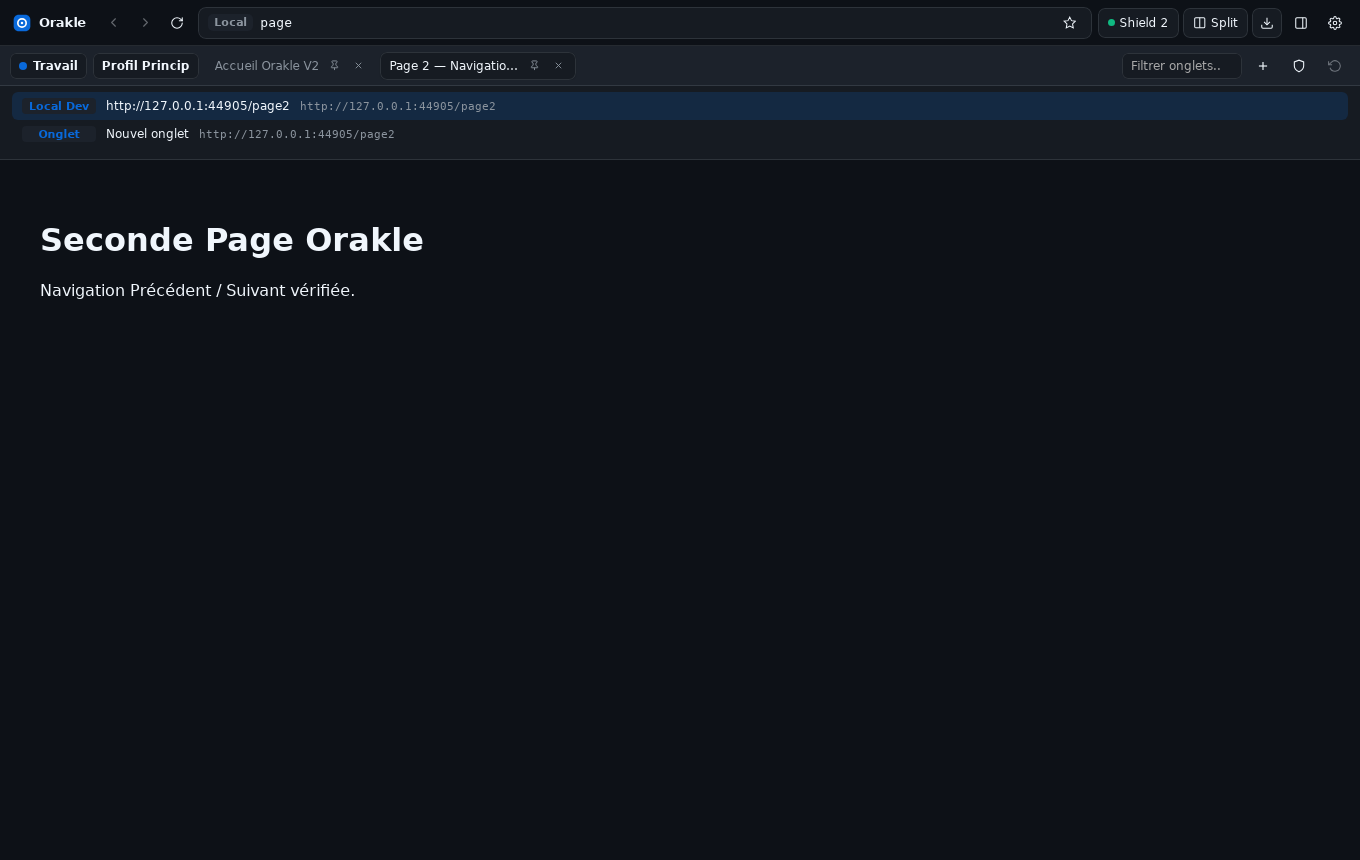 Orakle Local page Shield 2 Split
Travail Profil Princip Accueil Orakle V2 Page 2 — Navigatio... Filtrer onglets..
Local Dev http://127.0.0.1:44905/page2 http://127.0.0.1:44905/page2
Onglet Nouvel onglet http://127.0.0.1:44905/page2
Seconde Page Orakle
Navigation Précédent / Suivant vérifiée.